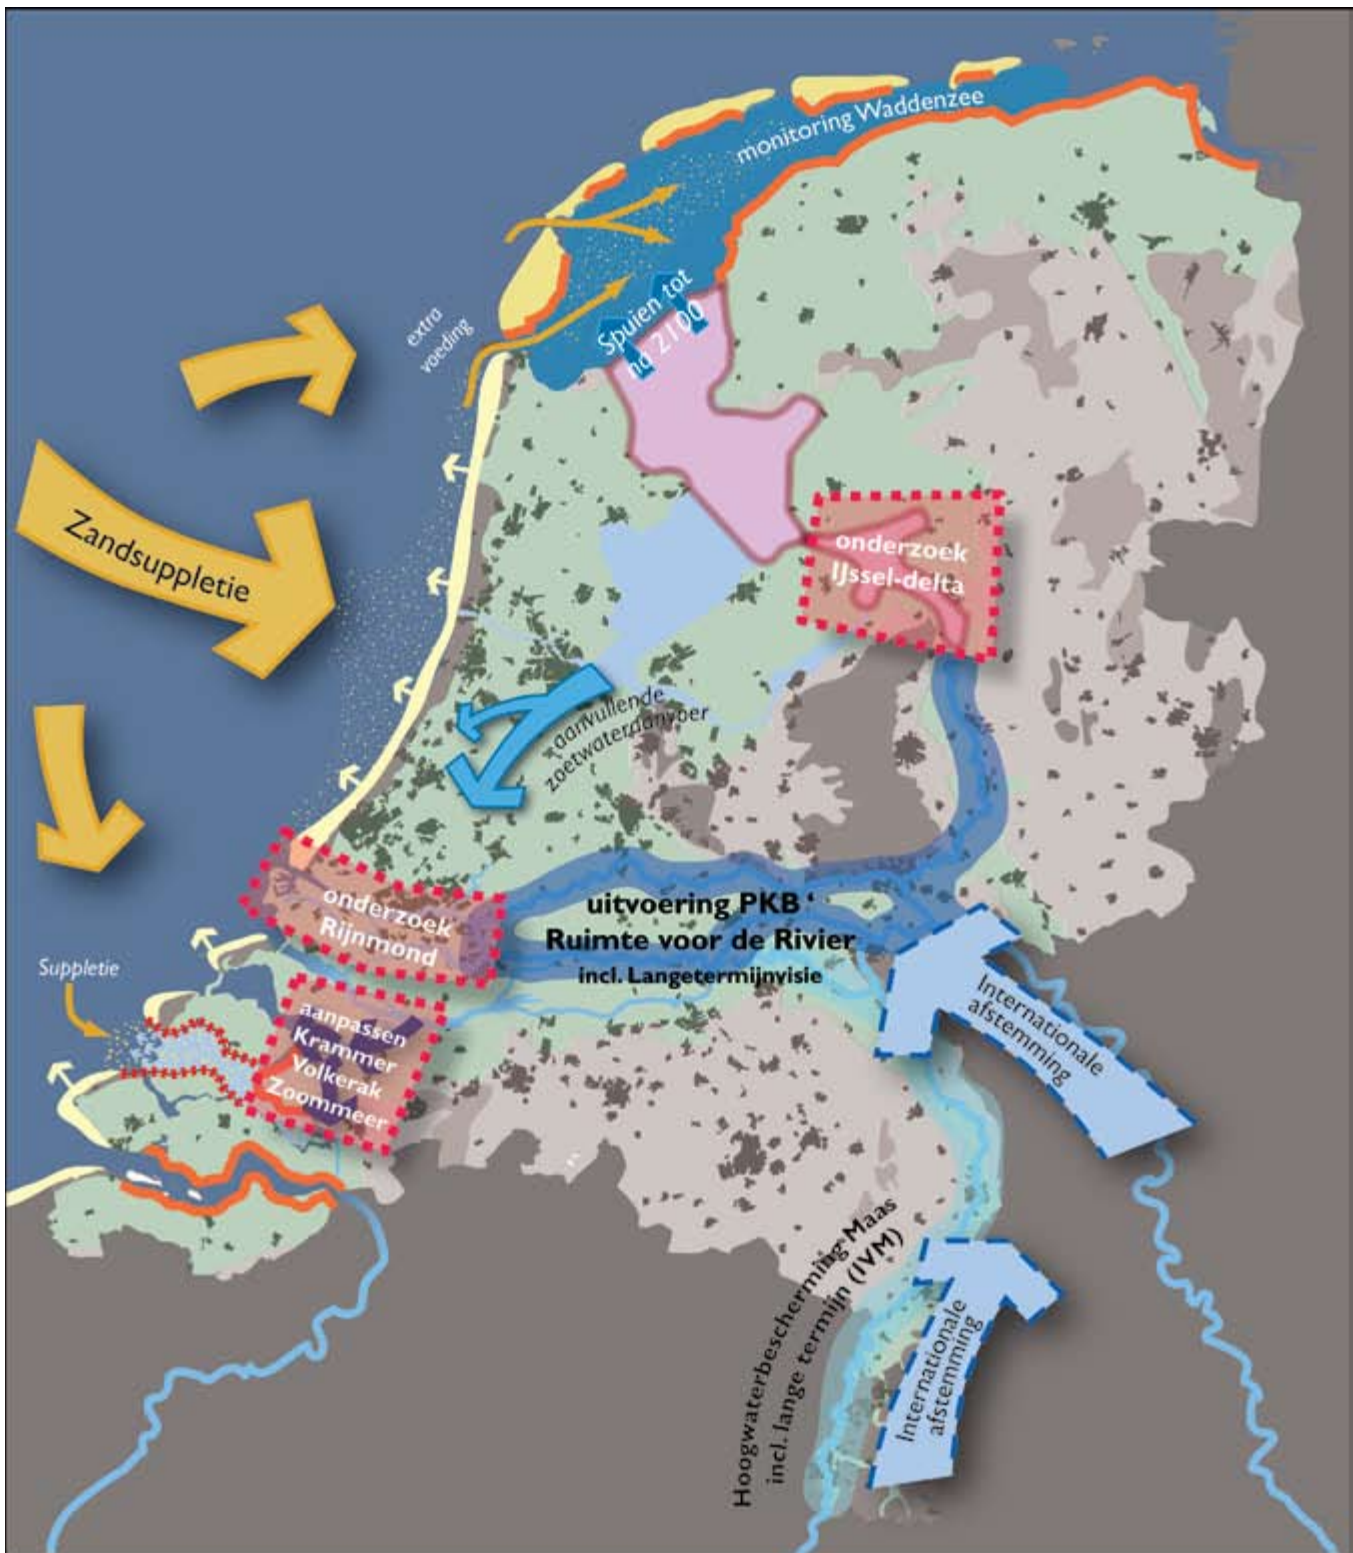 monitoring Waddenzee
Spuien tot
na 2100
extra
voeding
Zandsuppletie
onderzoek
IJssel-delta
aanvullende
zoetwateraanvoer
onderzoek
Rijnmond
uitvoering PKB '
Ruimte voor de Rivier
incl. Langetermijnvisie
Suppletie
aanpassen
Krammer
Volkerak
Zoommeer
Internationale
afstemming
Hoogwaterbescherming Maas
incl. lange termijn (IVM)
Internationale
afstemming